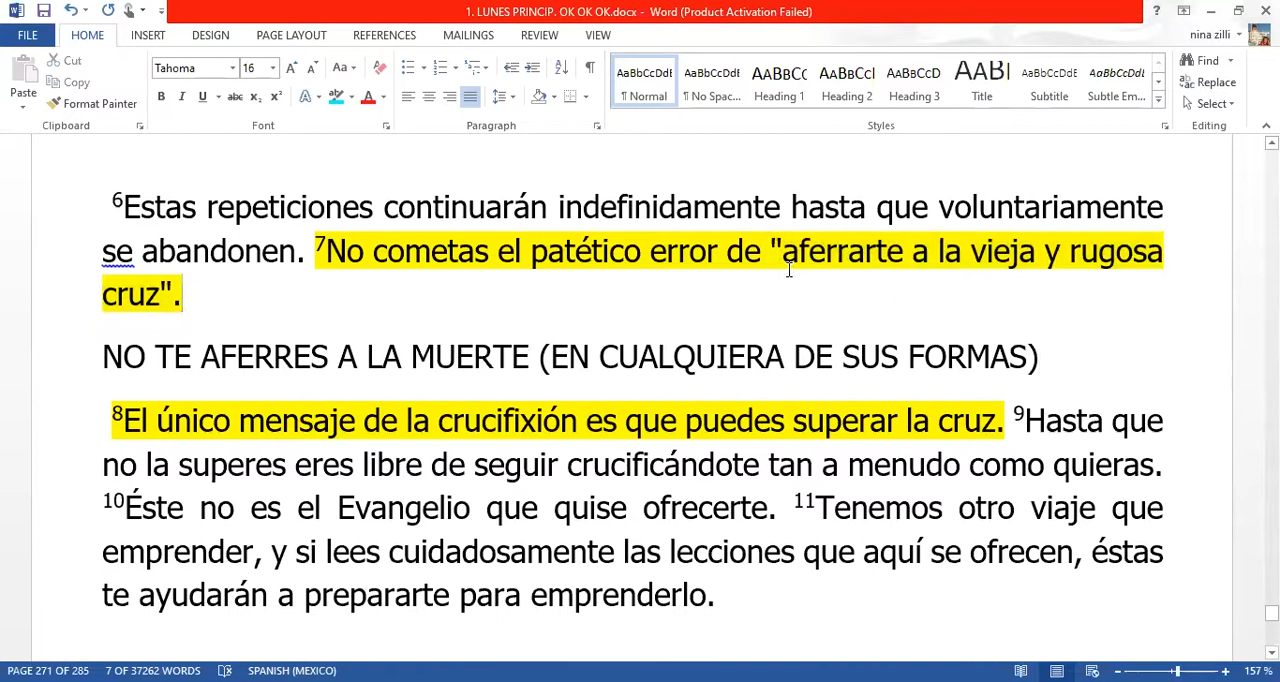 1. LUNES PRINCIP. OK OK OK.docx - Word (Product Activation Failed)
FILE HOME INSERT DESIGN PAGE LAYOUT REFERENCES MAILINGS REVIEW VIEW nina zilli
Paste Cut Copy Format Painter
Tahoma 16
AaBbCcDdI AaBbCcDdI AaBbCc AaBbCcI AaBbCcD AaBI AaBbCcDdI AaBbCcDdI
¶ Normal ¶ No Spac... Heading 1 Heading 2 Heading 3 Title Subtitle Subtle Em...
Find Replace Select
Clipboard Font Paragraph Styles Editing
⁶Estas repeticiones continuarán indefinidamente hasta que voluntariamente
se abandonen. ⁷No cometas el patético error de "aferrarte a la vieja y rugosa
cruz".
NO TE AFERRES A LA MUERTE (EN CUALQUIERA DE SUS FORMAS)
⁸El único mensaje de la crucifixión es que puedes superar la cruz. ⁹Hasta que
no la superes eres libre de seguir crucificándote tan a menudo como quieras.
¹⁰Éste no es el Evangelio que quise ofrecerte. ¹¹Tenemos otro viaje que
emprender, y si lees cuidadosamente las lecciones que aquí se ofrecen, éstas
te ayudarán a prepararte para emprenderlo.
PAGE 271 OF 285 7 OF 37262 WORDS SPANISH (MEXICO) 157 %